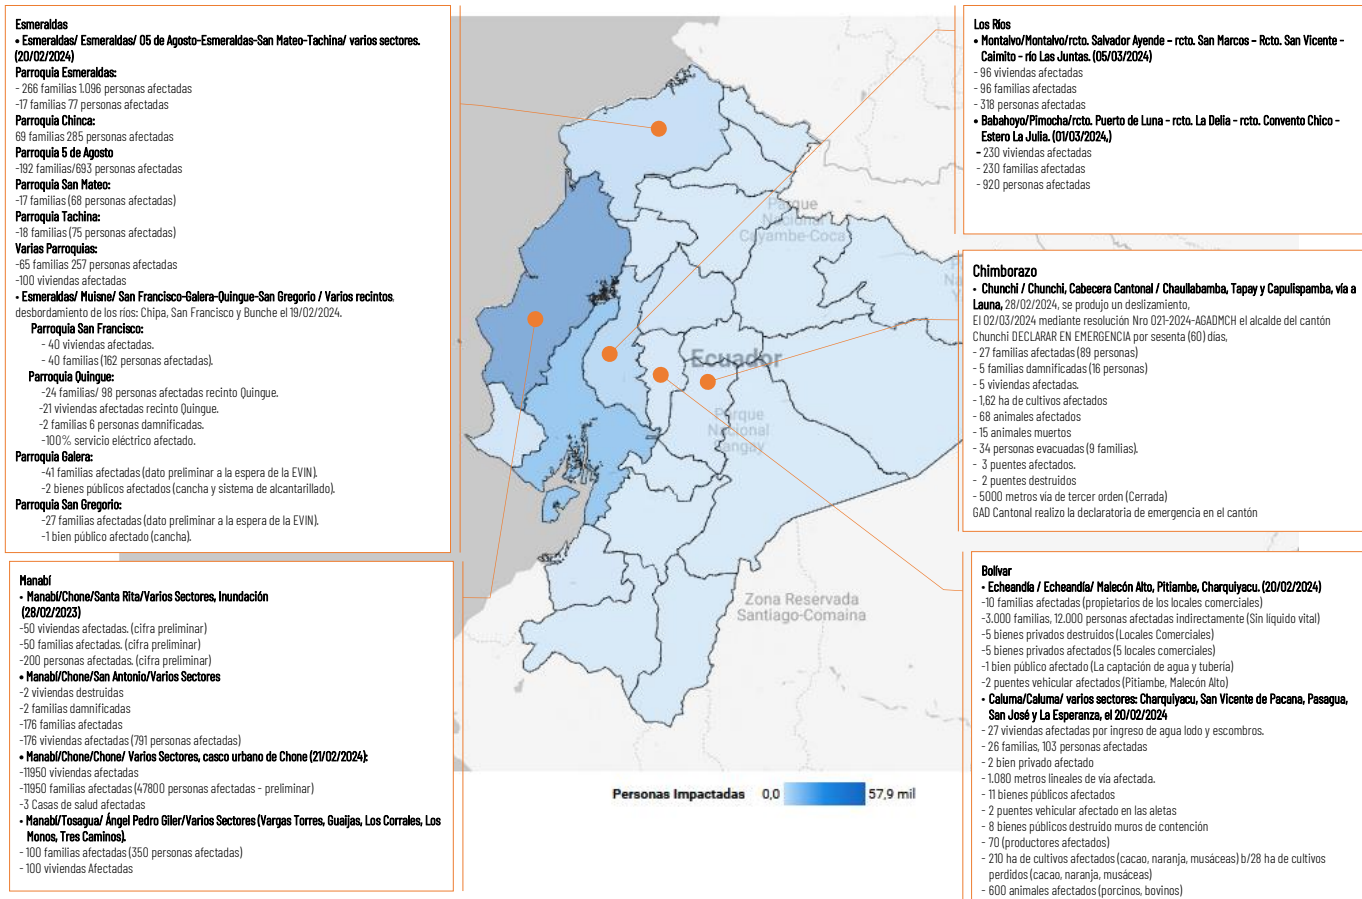 Esmeraldas
• Esmeraldas/ Esmeraldas/ 05 de Agosto-Esmeraldas-San Mateo-Tachina/ varios sectores.
(20/02/2024)
Parroquia Esmeraldas:
- 266 familias 1.096 personas afectadas
-17 familias 77 personas afectadas
Parroquia Chinca:
69 familias 285 personas afectadas
Parroquia 5 de Agosto
-192 familias/693 personas afectadas
Parroquia San Mateo:
-17 familias (68 personas afectadas)
Parroquia Tachina:
-18 familias (75 personas afectadas)
Varias Parroquias:
-65 familias 257 personas afectadas
-100 viviendas afectadas
• Esmeraldas/ Muisne/ San Francisco-Galera-Quingue-San Gregorio / Varios recintos,
desbordamiento de los ríos: Chipa, San Francisco y Bunche el 19/02/2024.
Parroquia San Francisco:
- 40 viviendas afectadas.
- 40 familias (162 personas afectadas).
Parroquia Quingue:
-24 familias/ 98 personas afectadas recinto Quingue.
-21 viviendas afectadas recinto Quingue.
-2 familias 6 personas damnificadas.
-100% servicio eléctrico afectado.
Parroquia Galera:
-41 familias afectadas (dato preliminar a la espera de la EVIN).
-2 bienes públicos afectados (cancha y sistema de alcantarillado).
Parroquia San Gregorio:
-27 familias afectadas (dato preliminar a la espera de la EVIN).
-1 bien público afectado (cancha).
Manabí
• Manabí/Chone/Santa Rita/Varios Sectores, Inundación
(28/02/2023)
-50 viviendas afectadas. (cifra preliminar)
-50 familias afectadas. (cifra preliminar)
-200 personas afectadas. (cifra preliminar)
• Manabí/Chone/San Antonio/Varios Sectores
-2 viviendas destruidas
-2 familias damnificadas
-176 familias afectadas
-176 viviendas afectadas (791 personas afectadas)
• Manabí/Chone/Chone/ Varios Sectores, casco urbano de Chone (21/02/2024):
-11950 viviendas afectadas
-11950 familias afectadas (47800 personas afectadas - preliminar)
-3 Casas de salud afectadas
• Manabí/Tosagua/ Ángel Pedro Giler/Varios Sectores (Vargas Torres, Guaijas, Los Corrales, Los
Monos, Tres Caminos).
- 100 familias afectadas (350 personas afectadas)
- 100 viviendas Afectadas
Parque
Nacional
Cayambe-Coca
Ecuador
Parque
Nacional
Sangay
Zona Reservada
Santiago-Comaina
Personas Impactadas 0,0 57,9 mil
Los Ríos
• Montalvo/Montalvo/rcto. Salvador Ayende – rcto. San Marcos – Rcto. San Vicente -
Caimito - río Las Juntas. (05/03/2024)
- 96 viviendas afectadas
- 96 familias afectadas
- 318 personas afectadas
• Babahoyo/Pimocha/rcto. Puerto de Luna - rcto. La Delia - rcto. Convento Chico -
Estero La Julia. (01/03/2024,)
- 230 viviendas afectadas
- 230 familias afectadas
- 920 personas afectadas
Chimborazo
• Chunchi / Chunchi, Cabecera Cantonal / Chaullabamba, Tapay y Capulispamba, vía a
Launa, 28/02/2024, se produjo un deslizamiento,
El 02/03/2024 mediante resolución Nro 021-2024-AGADMCH el alcalde del cantón
Chunchi DECLARAR EN EMERGENCIA por sesenta (60) días,
- 27 familias afectadas (89 personas)
- 5 familias damnificadas (16 personas)
- 5 viviendas afectadas.
- 1,62 ha de cultivos afectados
- 68 animales afectados
- 15 animales muertos
- 34 personas evacuadas (9 familias).
- 3 puentes afectados.
- 2 puentes destruidos
- 5000 metros vía de tercer orden (Cerrada)
GAD Cantonal realizo la declaratoria de emergencia en el cantón
Bolívar
• Echeandía / Echeandía/ Malecón Alto, Pitiambe, Charquiyacu. (20/02/2024)
-10 familias afectadas (propietarios de los locales comerciales)
-3.000 familias, 12.000 personas afectadas indirectamente (Sin líquido vital)
-5 bienes privados destruidos (Locales Comerciales)
-5 bienes privados afectados (5 locales comerciales)
-1 bien público afectado (La captación de agua y tubería)
-2 puentes vehicular afectados (Pitiambe, Malecón Alto)
• Caluma/Caluma/ varios sectores: Charquiyacu, San Vicente de Pacana, Pasagua,
San José y La Esperanza, el 20/02/2024
- 27 viviendas afectadas por ingreso de agua lodo y escombros.
- 26 familias, 103 personas afectadas
- 2 bien privado afectado
- 1.080 metros lineales de vía afectada.
- 11 bienes públicos afectados
- 2 puentes vehicular afectado en las aletas
- 8 bienes públicos destruido muros de contención
- 70 (productores afectados)
- 210 ha de cultivos afectados (cacao, naranja, musáceas) b/28 ha de cultivos
perdidos (cacao, naranja, musáceas)
- 600 animales afectados (porcinos, bovinos)